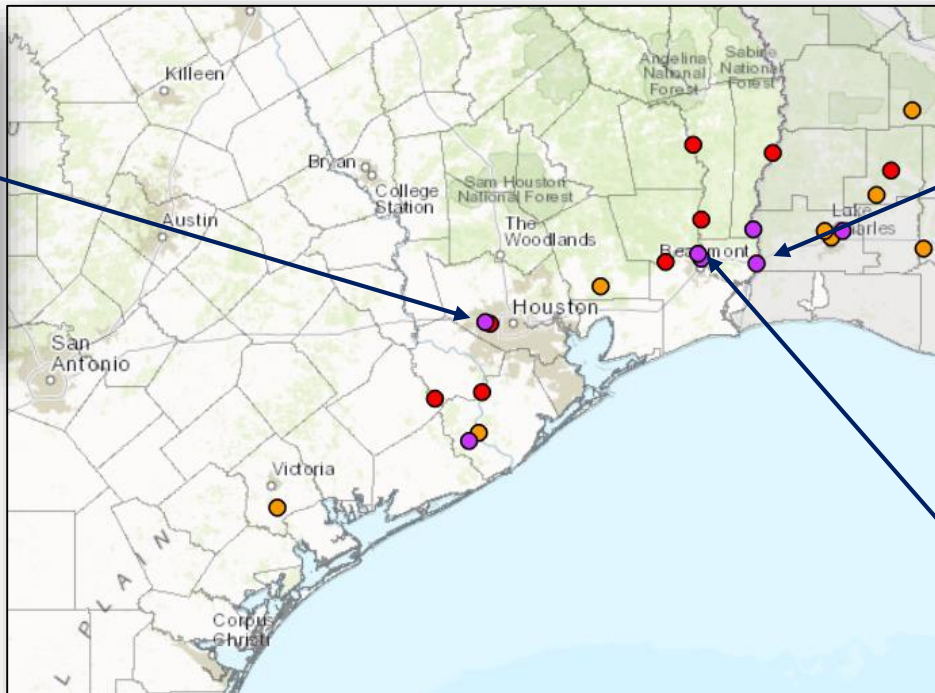 Killeen
Angelina
National
Forest
Sabine
National
Forest
Bryan
College
Station
Sam Houston
National Forest
Austin
The
Woodlands
Lake
Beaumont
Houston
San
Antonio
Victoria
L PLAIN
Corpus
Christi